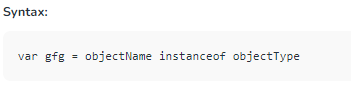 Syntax:
var gfg = objectName instanceof objectType